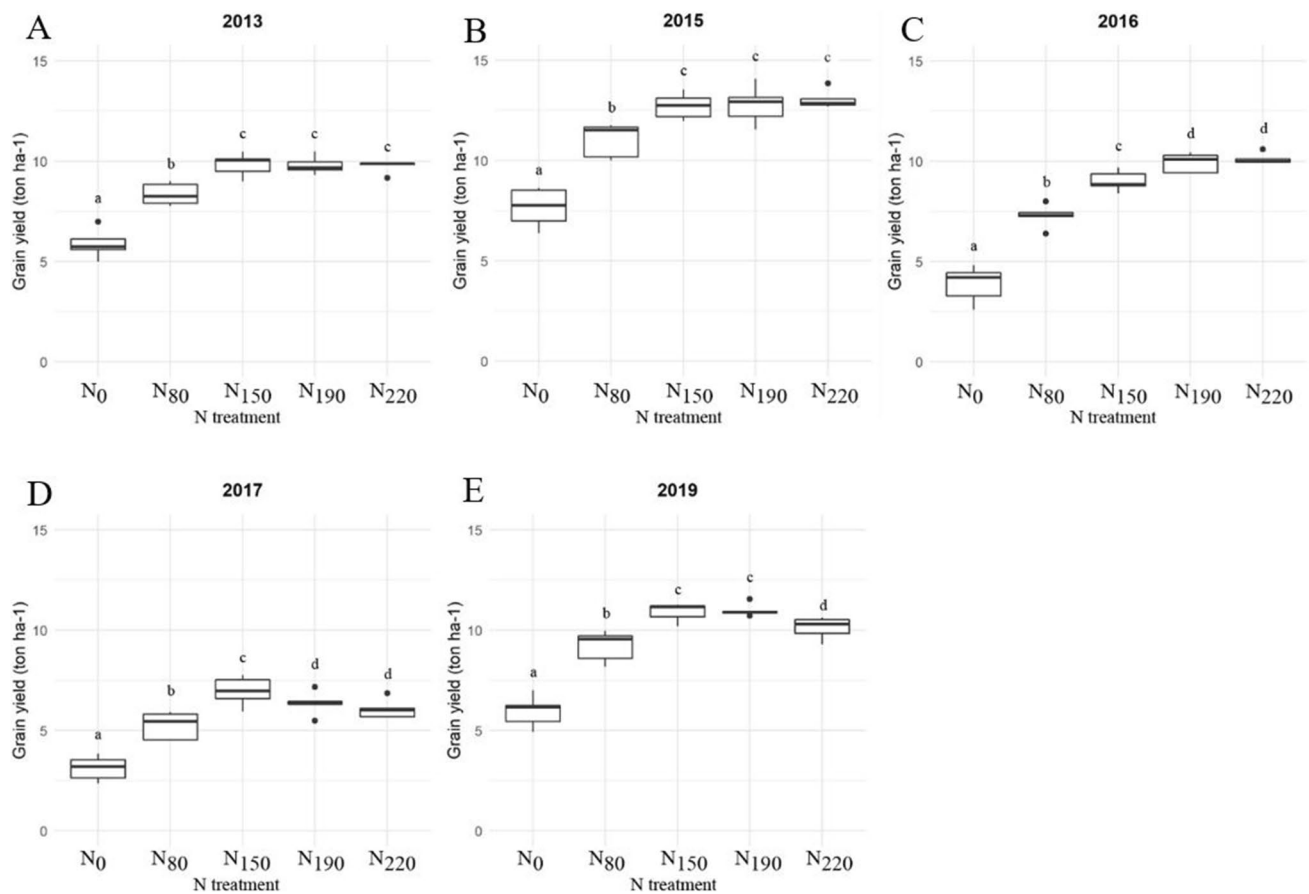 A
2013
Grain yield (ton ha-1)
15
10
5
0
a
b
c
c
c
N0
N80
N150
N190
N220
N treatment
B
2015
Grain yield (ton ha-1)
15
10
5
0
a
b
c
c
c
N0
N80
N150
N190
N220
N treatment
C
2016
Grain yield (ton ha-1)
15
10
5
0
a
b
c
d
d
N0
N80
N150
N190
N220
N treatment
D
2017
Grain yield (ton ha-1)
15
10
5
0
a
b
c
d
d
N0
N80
N150
N190
N220
N treatment
E
2019
Grain yield (ton ha-1)
15
10
5
0
a
b
c
c
d
N0
N80
N150
N190
N220
N treatment